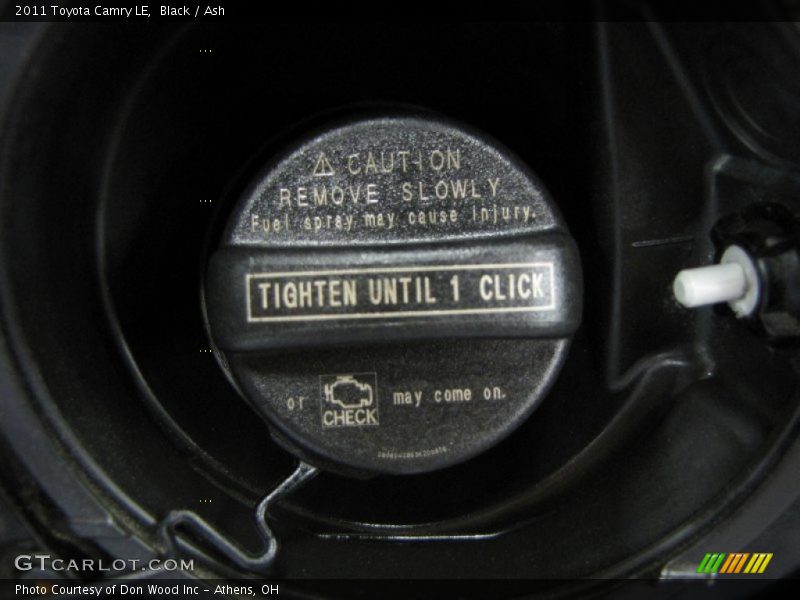 2011 Toyota Camry LE, Black / Ash
⚠ CAUTION
REMOVE SLOWLY
Fuel spray may cause injury.
TIGHTEN UNTIL 1 CLICK
or CHECK may come on.
GTCARLOT.COM
Photo Courtesy of Don Wood Inc - Athens, OH